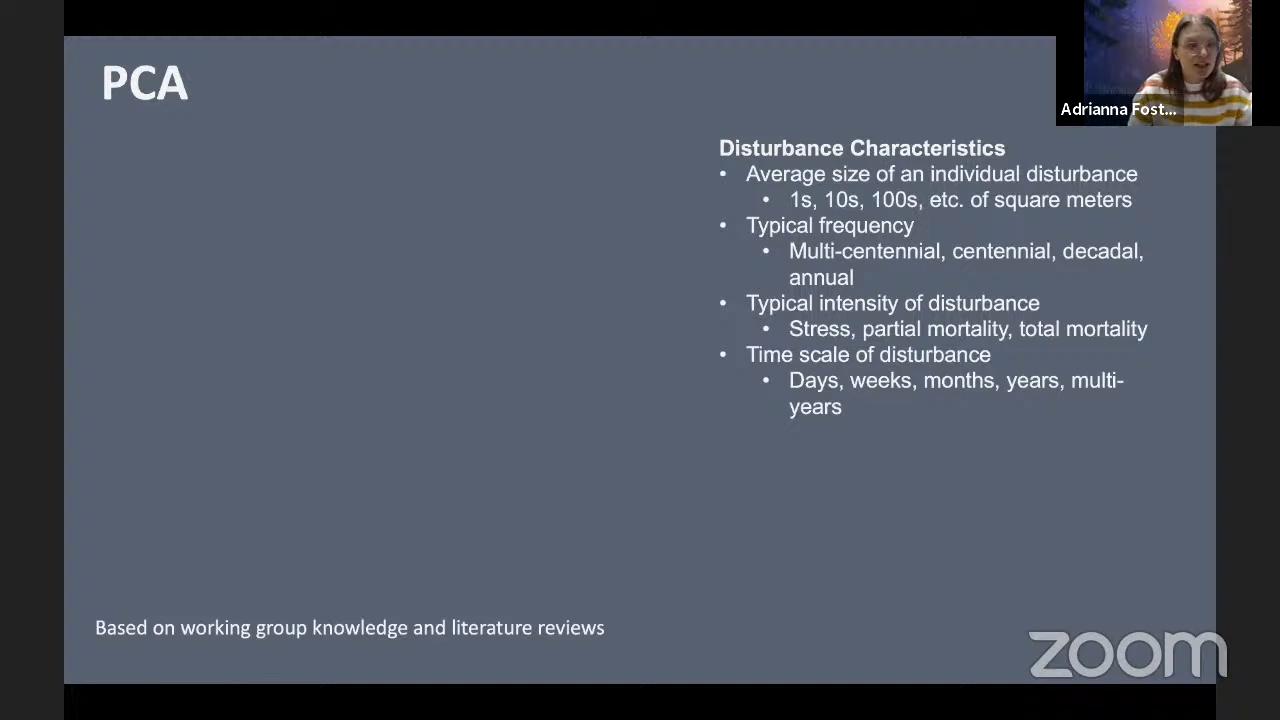 PCA
Adrianna Fost...
Disturbance Characteristics
• Average size of an individual disturbance
• 1s, 10s, 100s, etc. of square meters
• Typical frequency
• Multi-centennial, centennial, decadal,
annual
• Typical intensity of disturbance
• Stress, partial mortality, total mortality
• Time scale of disturbance
• Days, weeks, months, years, multi-
years
Based on working group knowledge and literature reviews
zoom